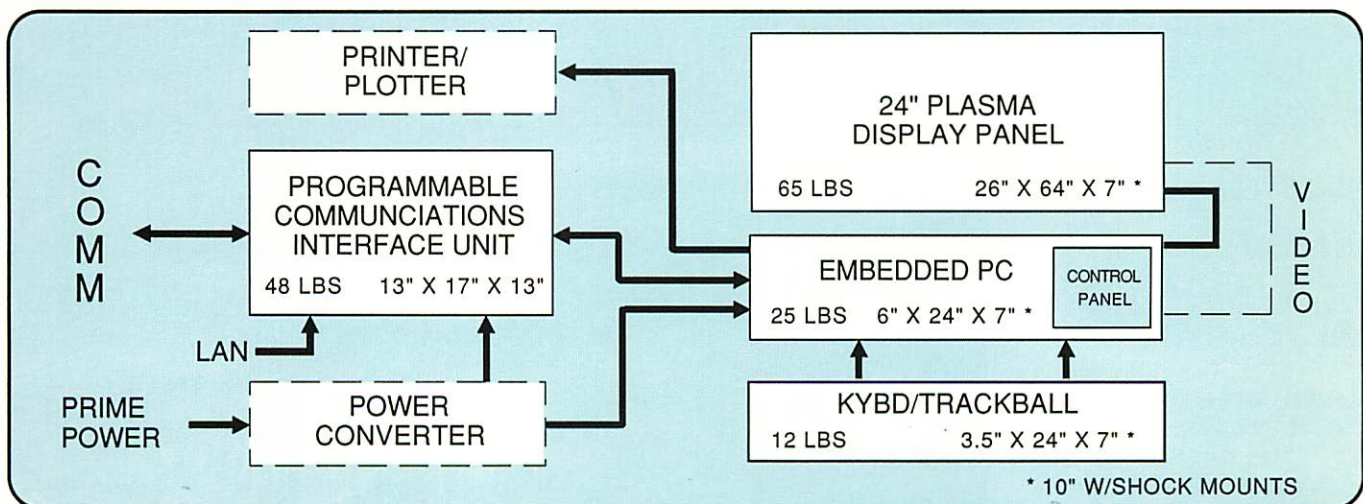 PRINTER/
PLOTTER
24" PLASMA
DISPLAY PANEL
65 LBS 26" X 64" X 7" *
COMM
PROGRAMMABLE
COMMUNCIATIONS
INTERFACE UNIT
48 LBS 13" X 17" X 13"
VIDEO
EMBEDDED PC
25 LBS 6" X 24" X 7" *
CONTROL
PANEL
LAN
PRIME
POWER
POWER
CONVERTER
KYBD/TRACKBALL
12 LBS 3.5" X 24" X 7" *
* 10" W/SHOCK MOUNTS